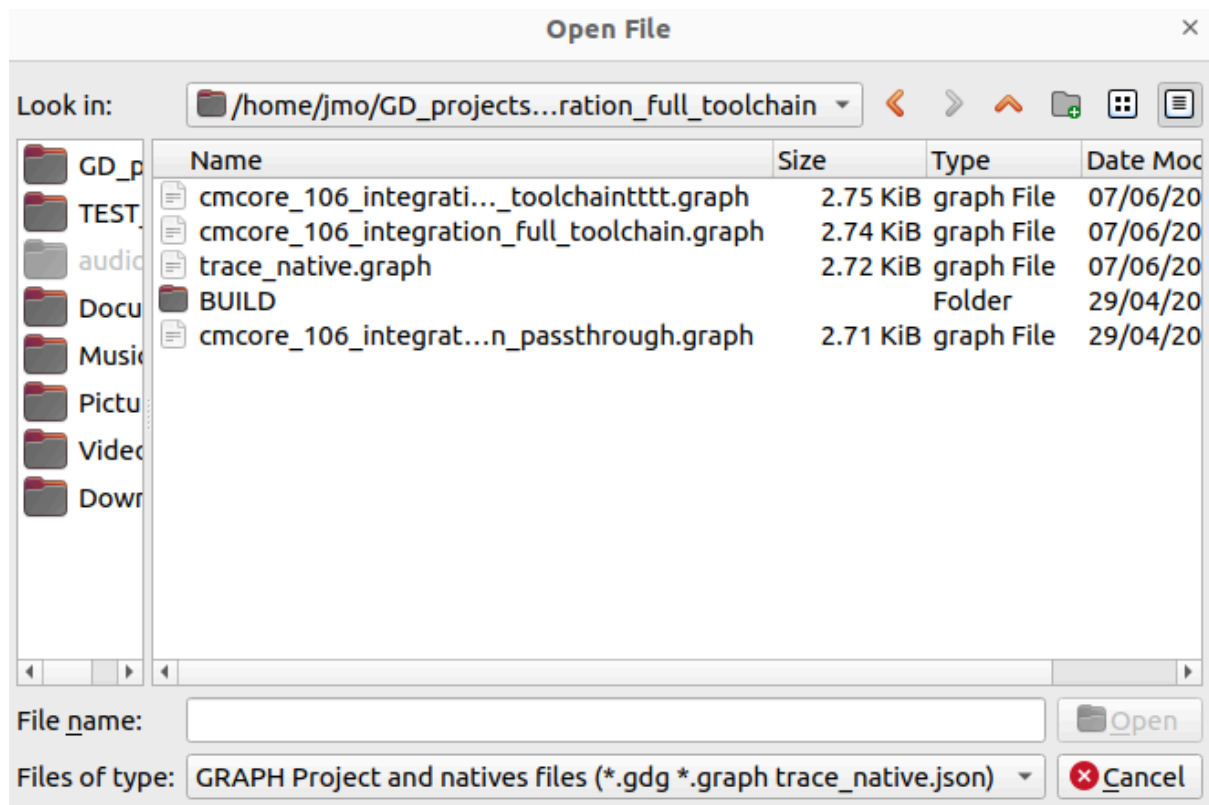 Open File
Look in: /home/jmo/GD_projects...ration_full_toolchain
GD_p
TEST_
audio
Docu
Music
Pictu
Video
Down
Name Size Type Date Mod
cmcore_106_integrati..._toolchaintttt.graph 2.75 KiB graph File 07/06/20
cmcore_106_integration_full_toolchain.graph 2.74 KiB graph File 07/06/20
trace_native.graph 2.72 KiB graph File 07/06/20
BUILD Folder 29/04/20
cmcore_106_integrat...n_passthrough.graph 2.71 KiB graph File 29/04/20
File name: Open
Files of type: GRAPH Project and natives files (*.gdg *.graph trace_native.json) Cancel